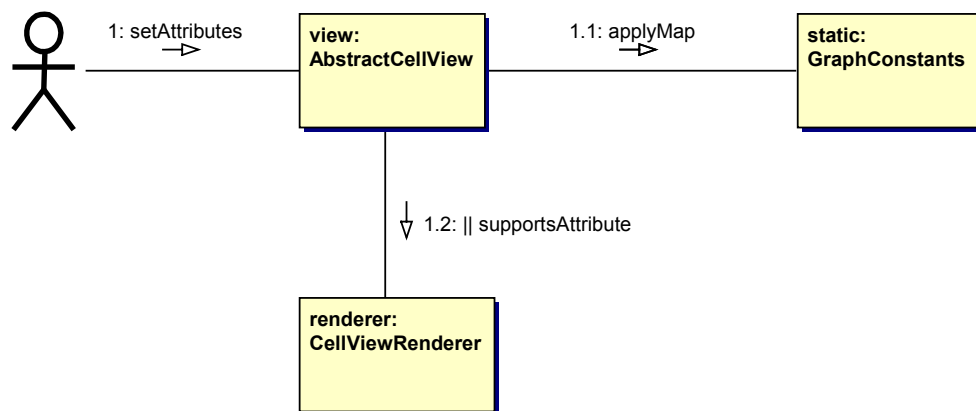 1: setAttributes
view:
AbstractCellView
1.1: applyMap
static:
GraphConstants
1.2: || supportsAttribute
renderer:
CellViewRenderer